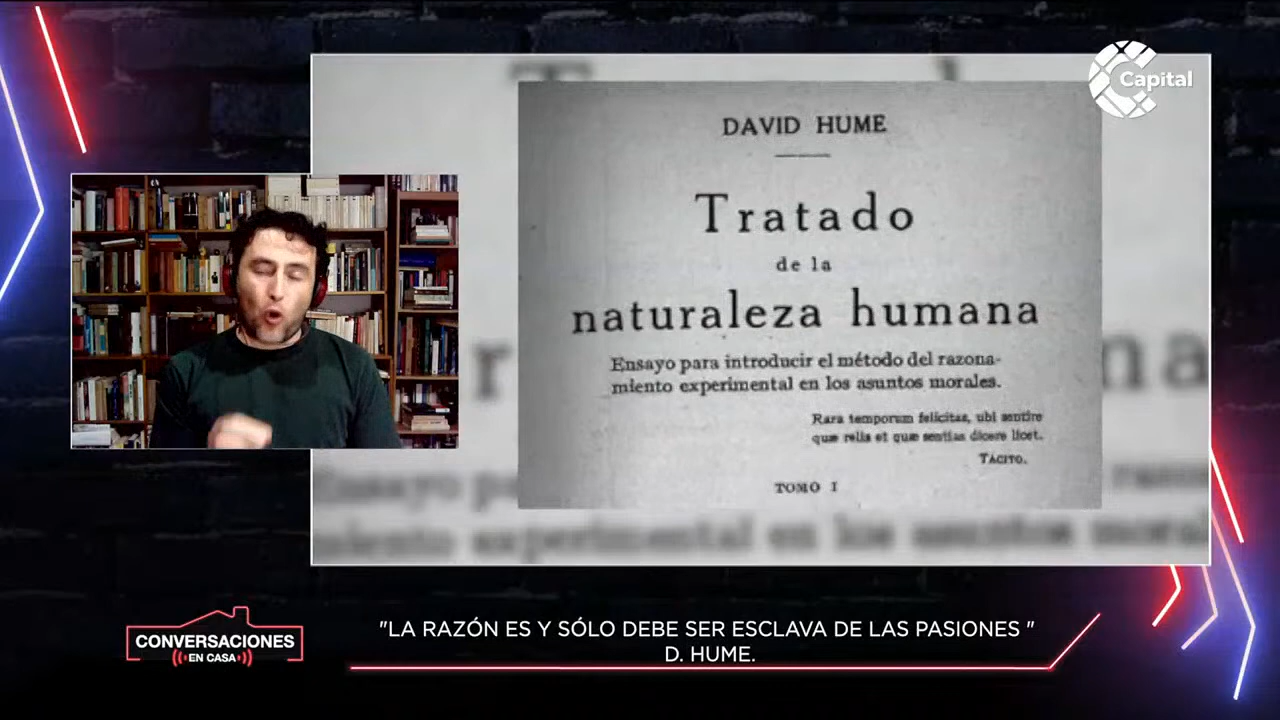 Capital
DAVID HUME
Tratado
de la
naturaleza humana
Ensayo para introducir el método del razona-
miento experimental en los asuntos morales.
Rara temporum felicitas, ubi sentire
quæ velis et quæ sentias dicere licet.
TÁCITO.
TOMO I
CONVERSACIONES
EN CASA
"LA RAZÓN ES Y SÓLO DEBE SER ESCLAVA DE LAS PASIONES "
D. HUME.